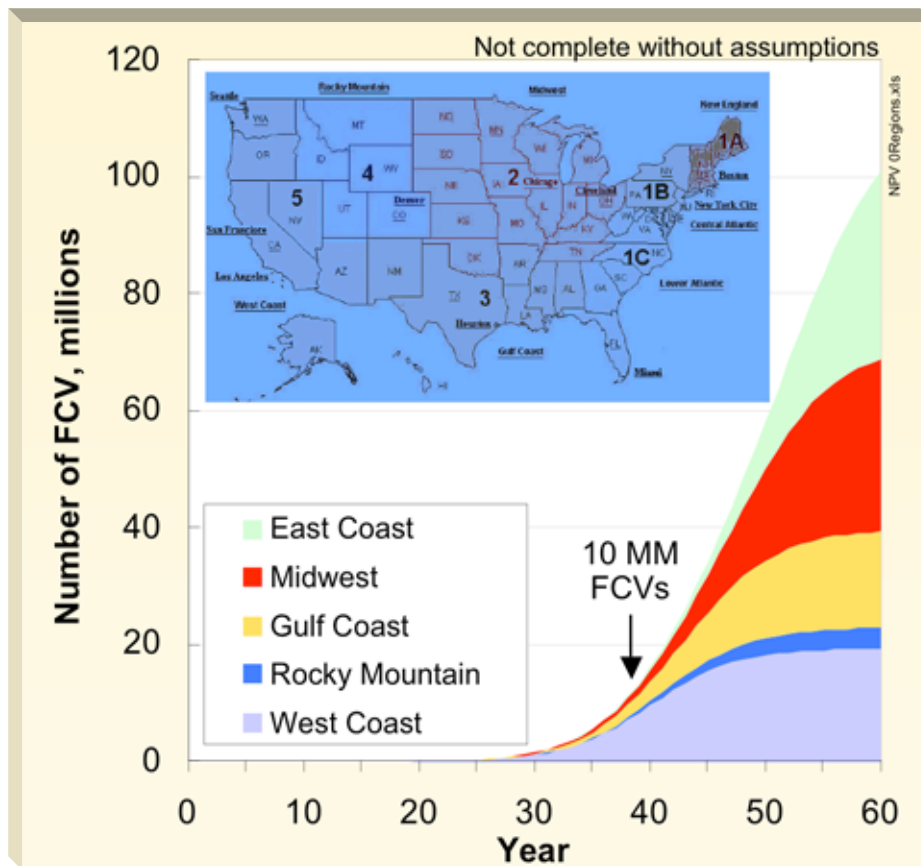 Not complete without assumptions
NPV 0Regions.xls
Number of FCV, millions
120
100
80
60
40
20
0
Rocky Mountain
Midwest
Seattle
New England
WA
MT
ND
MN
1A
OR
ID
4
WY
SD
WI
MI
NY
Boston
5
NV
UT
Denver
CO
NE
IA
2
Chicago
Cleveland
PA
1B
New York City
IL
IN
OH
Central Atlantic
San Francisco
CA
KS
MO
KY
VA
Los Angeles
AZ
NM
OK
AR
TN
1C
NC
SC
Lower Atlantic
West Coast
TX
3
MS
AL
GA
Houston
LA
Gulf Coast
FL
Miami
AK
HI
East Coast
Midwest
Gulf Coast
Rocky Mountain
West Coast
10 MM
FCVs
0
10
20
30
40
50
60
Year